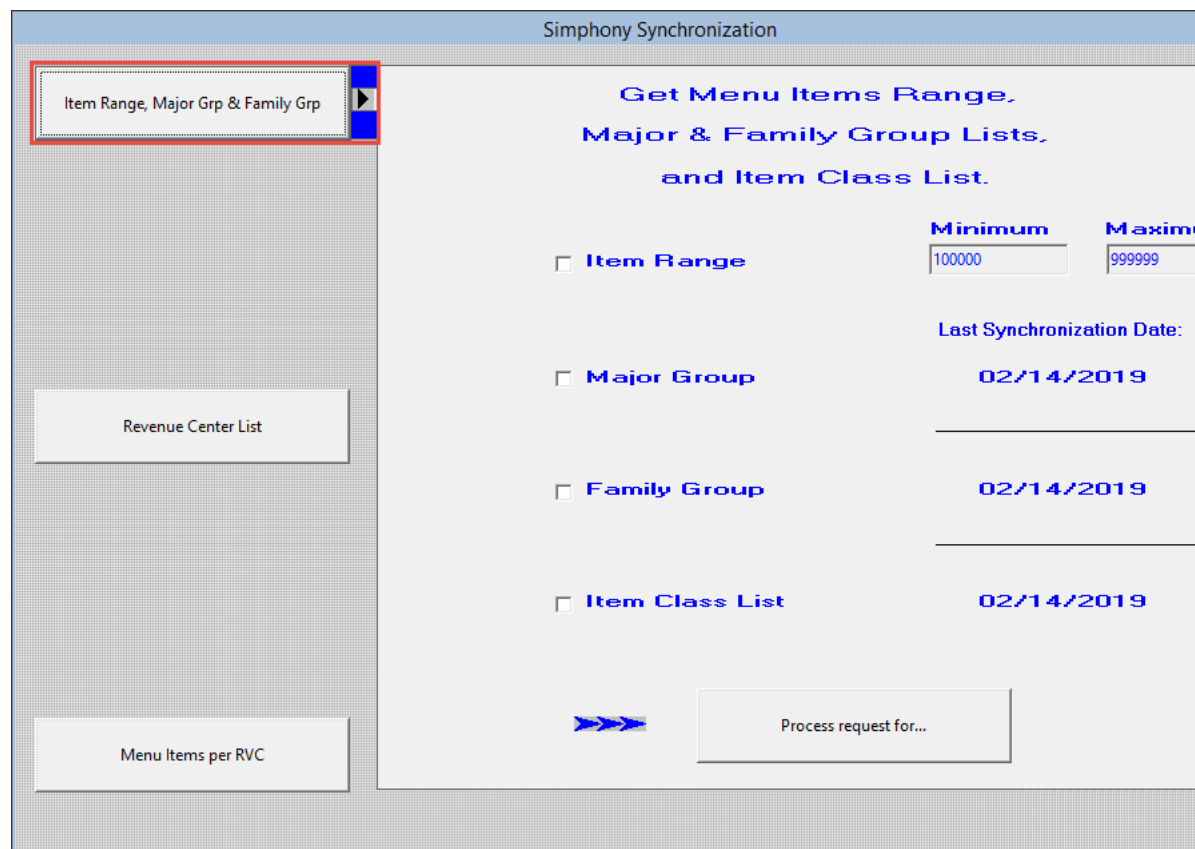 Simphony Synchronization
Item Range, Major Grp & Family Grp
Get Menu Items Range,
Major & Family Group Lists,
and Item Class List.
Minimum Maximu
Item Range 100000 999999
Last Synchronization Date:
Major Group 02/14/2019
Revenue Center List
Family Group 02/14/2019
Item Class List 02/14/2019
Process request for...
Menu Items per RVC